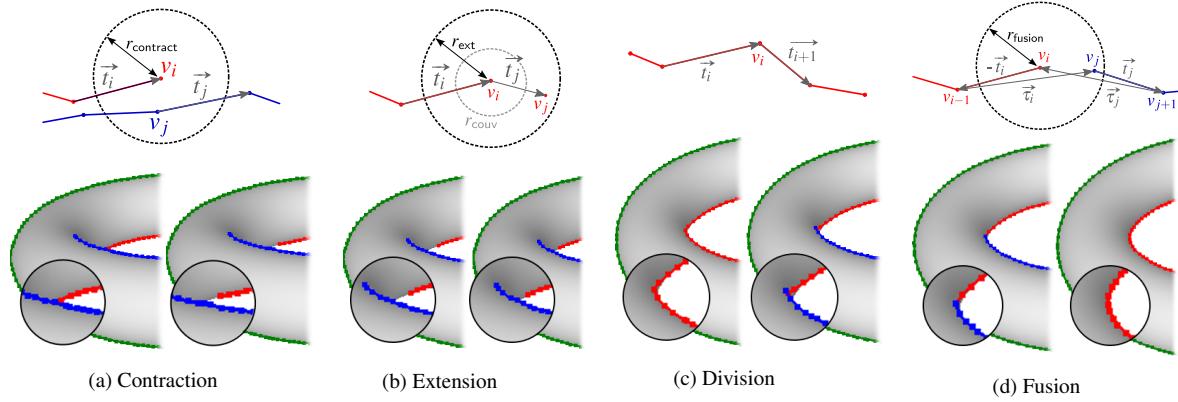 r_contract
v_i
t_i
t_j
v_j
(a) Contraction
r_ext
t_i
t_j
v_i
v_j
r_couv
(b) Extension
t_i
v_i
t_{i+1}
(c) Division
r_fusion
v_i
v_j
-t_i
t_j
v_{i-1}
τ_i
τ_j
v_{j+1}
(d) Fusion